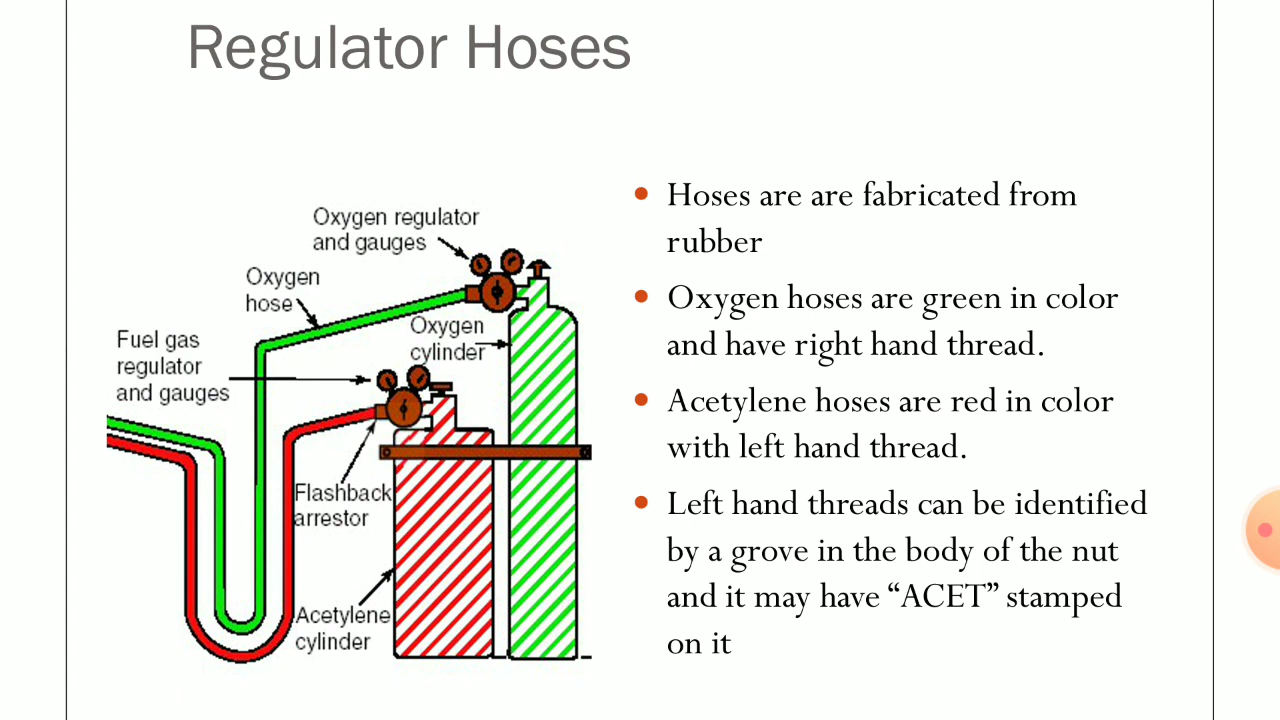 Regulator Hoses
Oxygen regulator
and gauges
Oxygen
hose
Oxygen
cylinder
Fuel gas
regulator
and gauges
Flashback
arrestor
Acetylene
cylinder
Hoses are are fabricated from
rubber
Oxygen hoses are green in color
and have right hand thread.
Acetylene hoses are red in color
with left hand thread.
Left hand threads can be identified
by a grove in the body of the nut
and it may have “ACET” stamped
on it